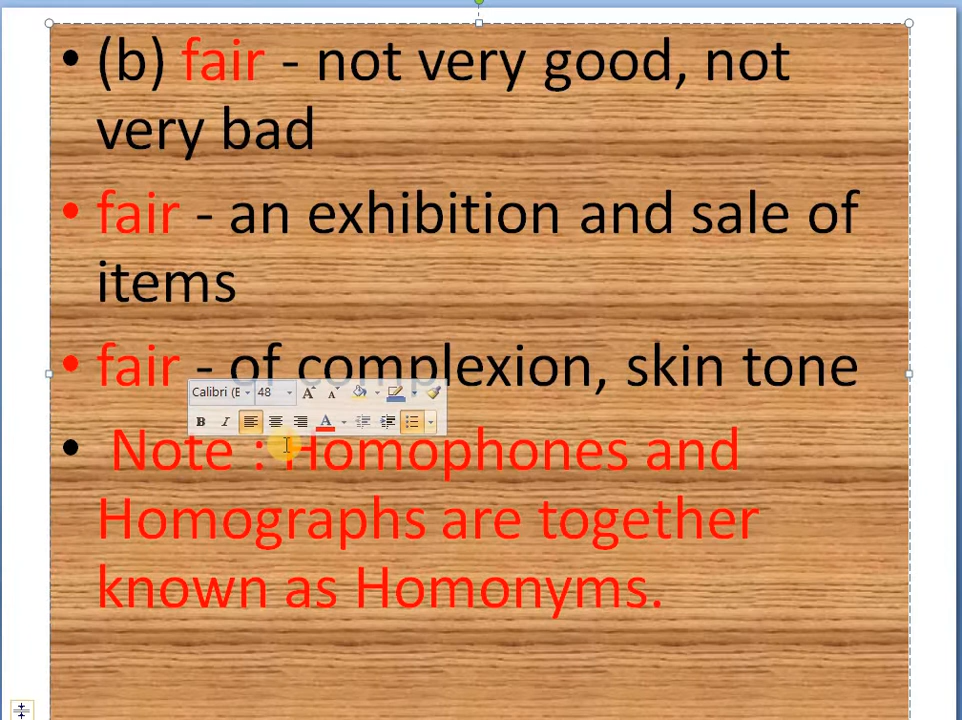 • (b) fair - not very good, not
very bad
• fair - an exhibition and sale of
items
• fair - of complexion, skin tone
Calibri (E 48
B I A
• Note : Homophones and
Homographs are together
known as Homonyms.